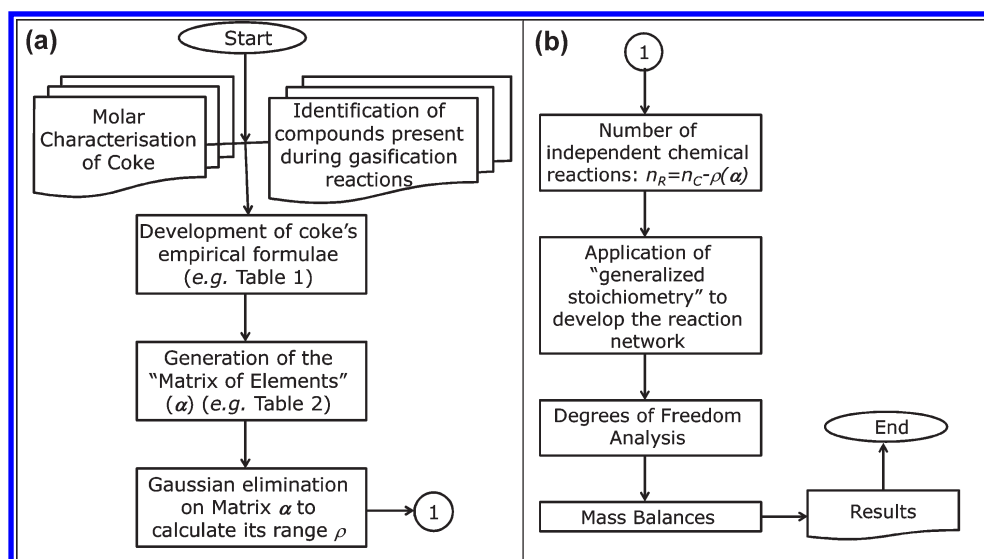 (a)
Start
Molar
Characterisation
of Coke
Identification of
compounds present
during gasification
reactions
Development of coke's
empirical formulae
(e.g. Table 1)
Generation of the
“Matrix of Elements”
(α) (e.g. Table 2)
Gaussian elimination
on Matrix α to
calculate its range ρ
1
(b)
1
Number of
independent chemical
reactions: nR=nC-ρ(α)
Application of
“generalized
stoichiometry” to
develop the reaction
network
Degrees of Freedom
Analysis
Mass Balances
Results
End